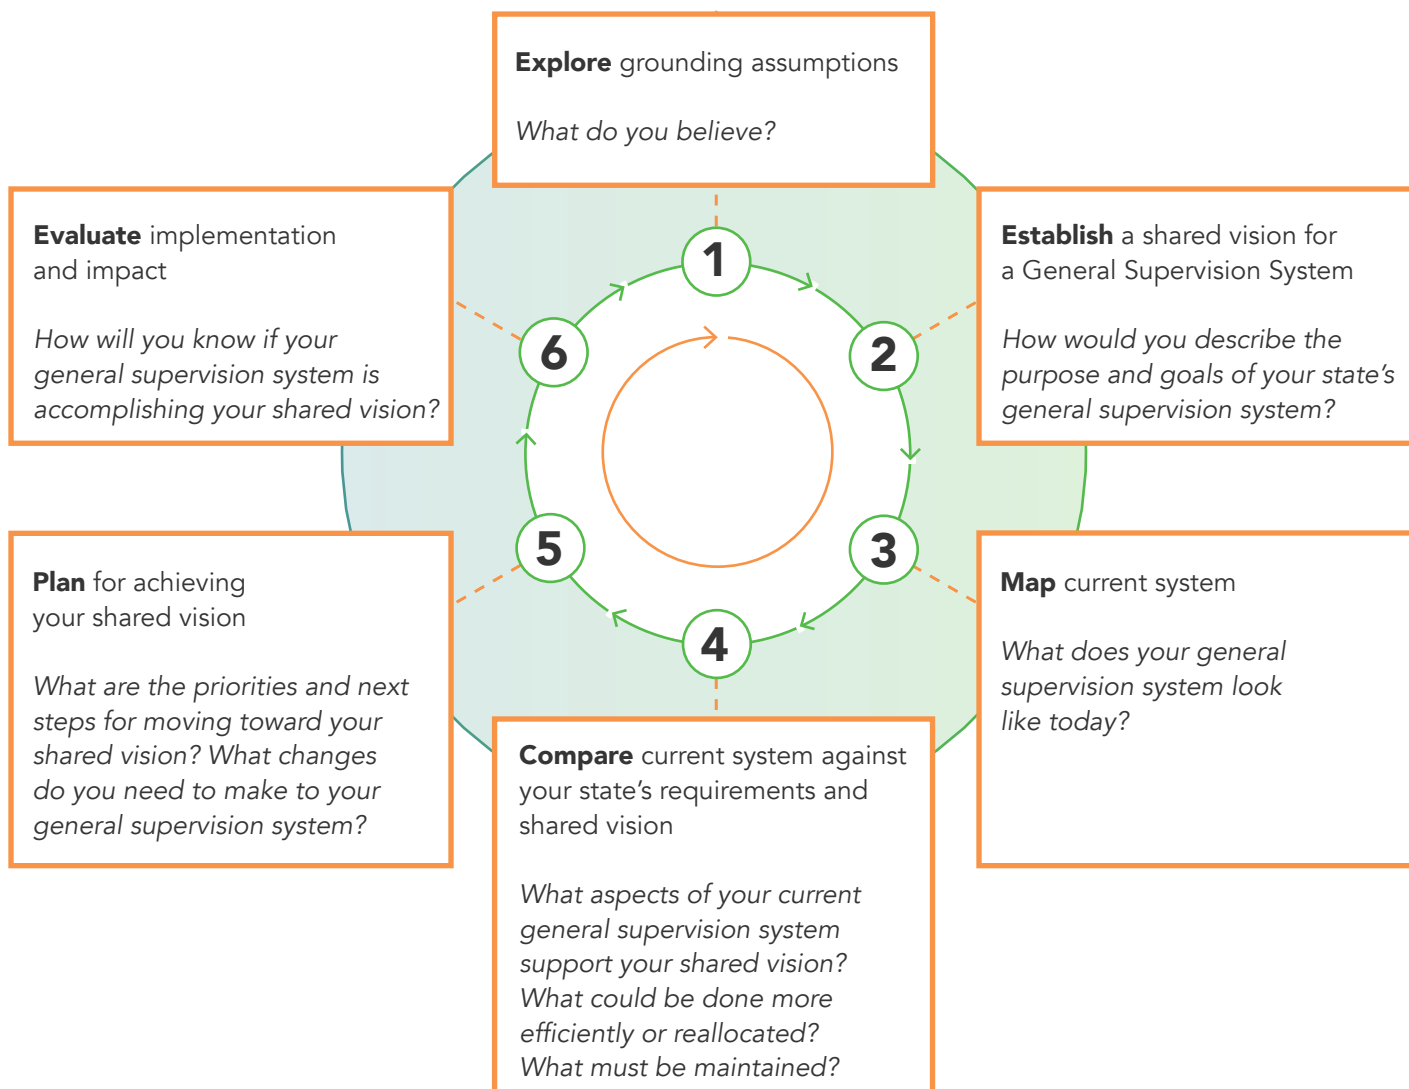 Explore grounding assumptions
What do you believe?
1
Establish a shared vision for
a General Supervision System
How would you describe the
purpose and goals of your state’s
general supervision system?
2
Map current system
What does your general
supervision system look
like today?
3
Compare current system against
your state’s requirements and
shared vision
What aspects of your current
general supervision system
support your shared vision?
What could be done more
efficiently or reallocated?
What must be maintained?
4
Plan for achieving
your shared vision
What are the priorities and next
steps for moving toward your
shared vision? What changes
do you need to make to your
general supervision system?
5
Evaluate implementation
and impact
How will you know if your
general supervision system is
accomplishing your shared vision?
6